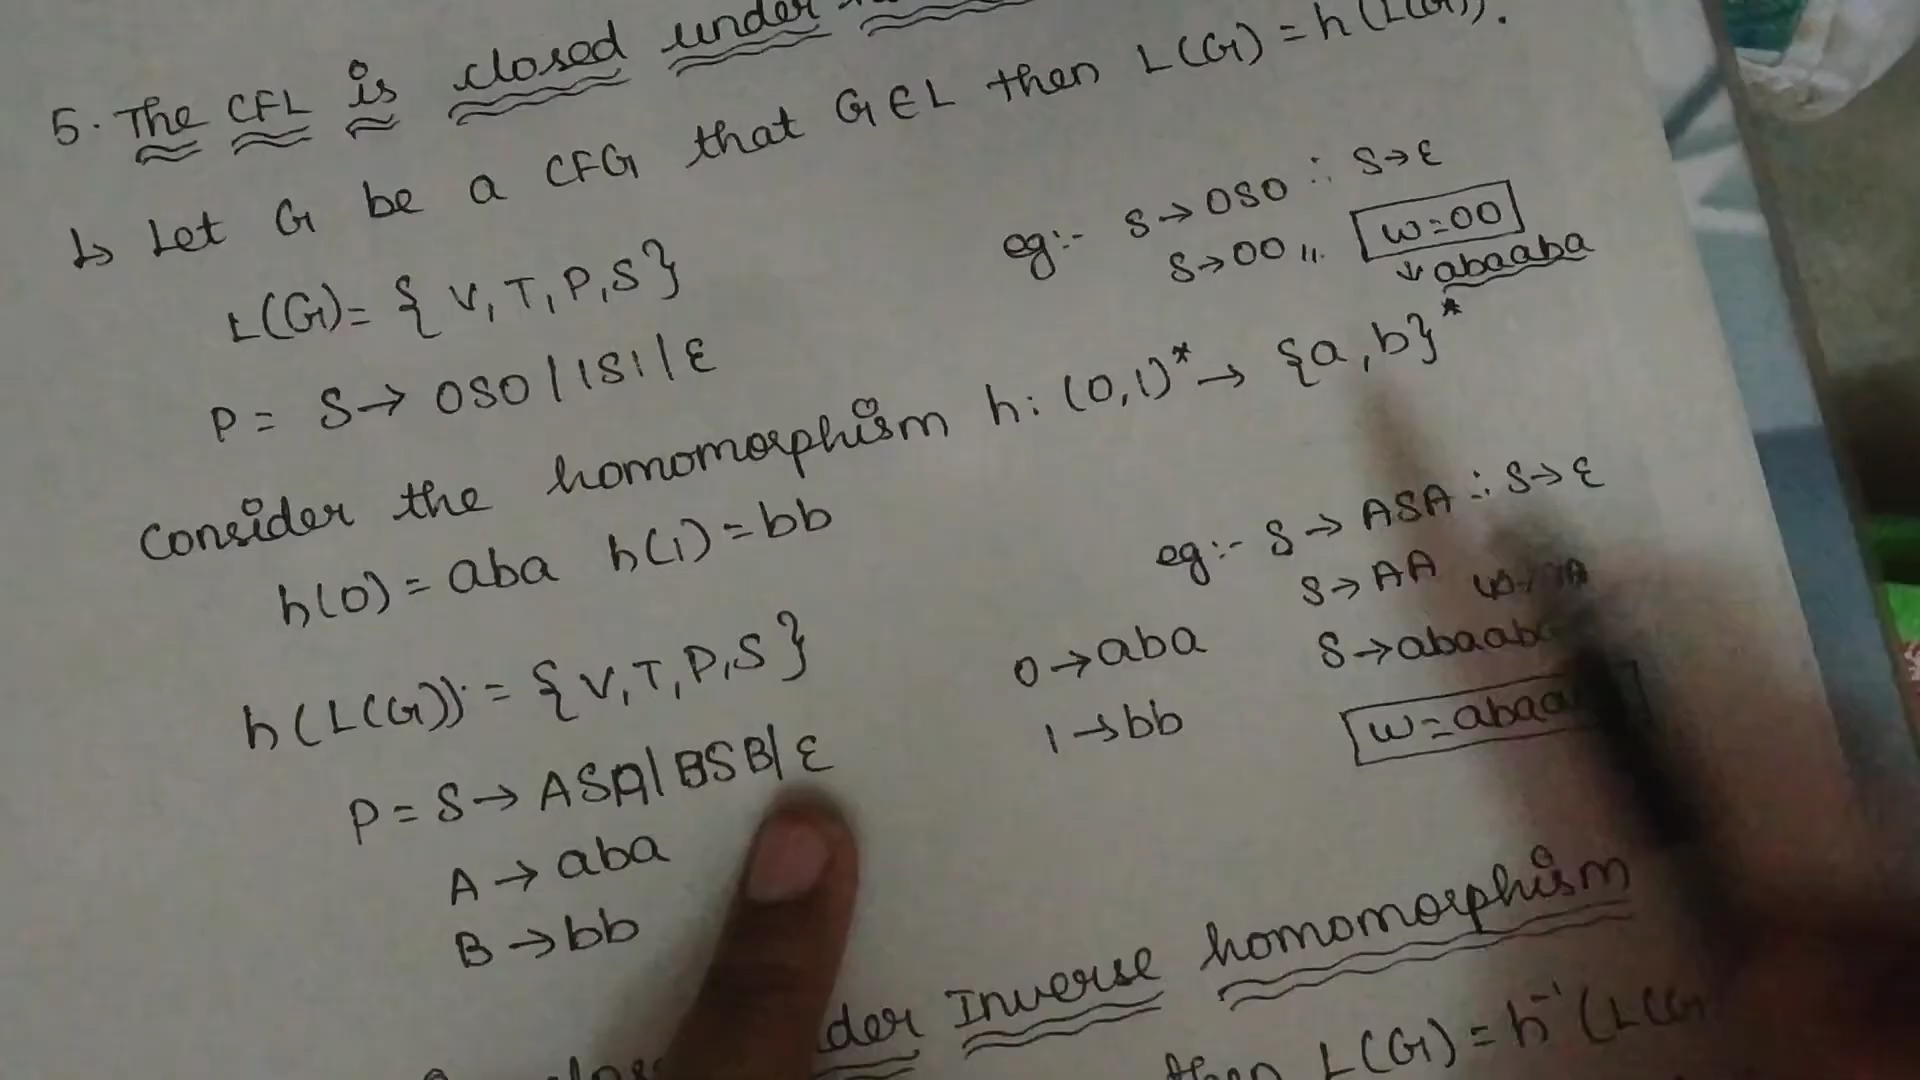 5. The CFL is closed under
↳ Let G be a CFG that G∈L then L(G) = h(L(G)).
L(G) = { V, T, P, S }
P = S → 0S0 / 1S1 / ε
eg:- S → 0S0 ∴ S → ε
S → 00 ,,. w=00
↓ abaaba
Consider the homomorphism h: (0,1)* → {a,b}*
h(0) = aba h(1) = bb
h(L(G)) = { V, T, P, S }
P = S → ASA | BSB | ε
A → aba
B → bb
0 → aba
1 → bb
eg:- S → ASA ∴ S → ε
S → AA
S →
Inverse homomorphism
then L(G) = h⁻¹ (L(G